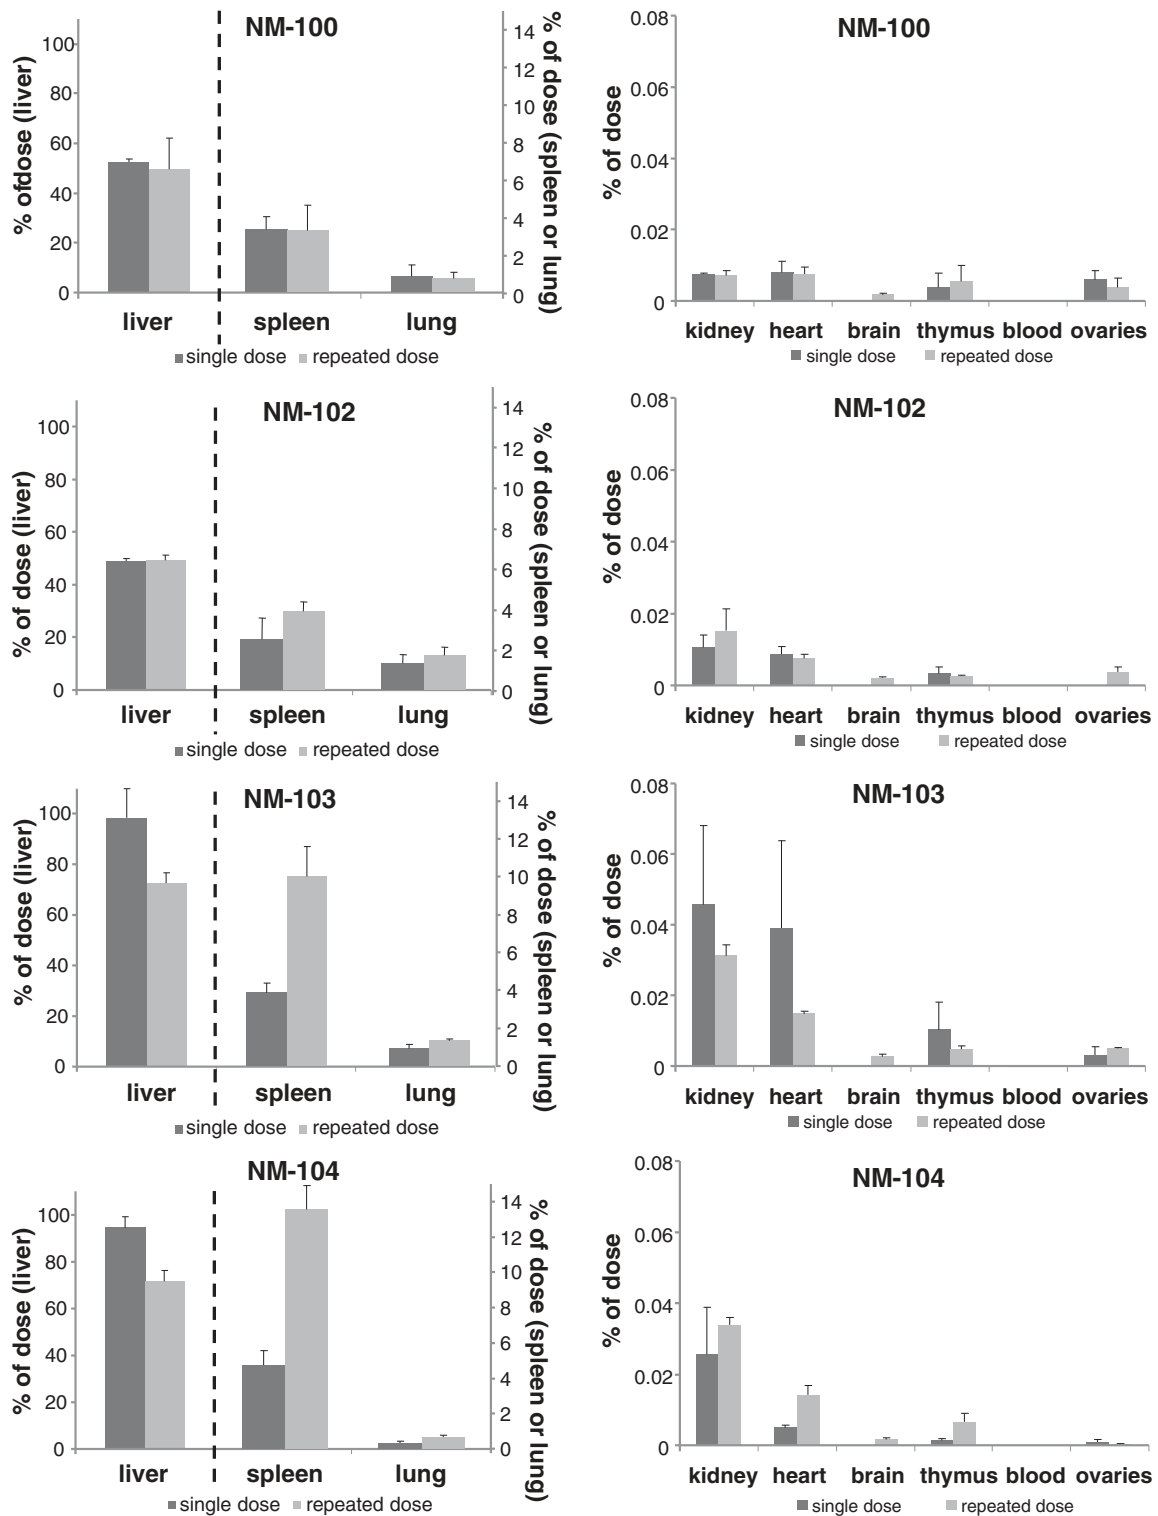 NM-100
% ofdose (liver)
100
80
60
40
20
0
14
12
10
8
6
4
2
0
% of dose (spleen or lung)
liver spleen lung
single dose repeated dose
NM-100
% of dose
0.08
0.06
0.04
0.02
0
kidney heart brain thymus blood ovaries
single dose repeated dose
NM-102
% of dose (liver)
100
80
60
40
20
0
14
12
10
8
6
4
2
0
% of dose (spleen or lung)
liver spleen lung
single dose repeated dose
NM-102
% of dose
0.08
0.06
0.04
0.02
0
kidney heart brain thymus blood ovaries
single dose repeated dose
NM-103
% of dose (liver)
100
80
60
40
20
0
14
12
10
8
6
4
2
0
% of dose (spleen or lung)
liver spleen lung
single dose repeated dose
NM-103
% of dose
0.08
0.06
0.04
0.02
0
kidney heart brain thymus blood ovaries
single dose repeated dose
NM-104
% of dose (liver)
100
80
60
40
20
0
14
12
10
8
6
4
2
0
% of dose (spleen or lung)
liver spleen lung
single dose repeated dose
NM-104
% of dose
0.08
0.06
0.04
0.02
0
kidney heart brain thymus blood ovaries
single dose repeated dose